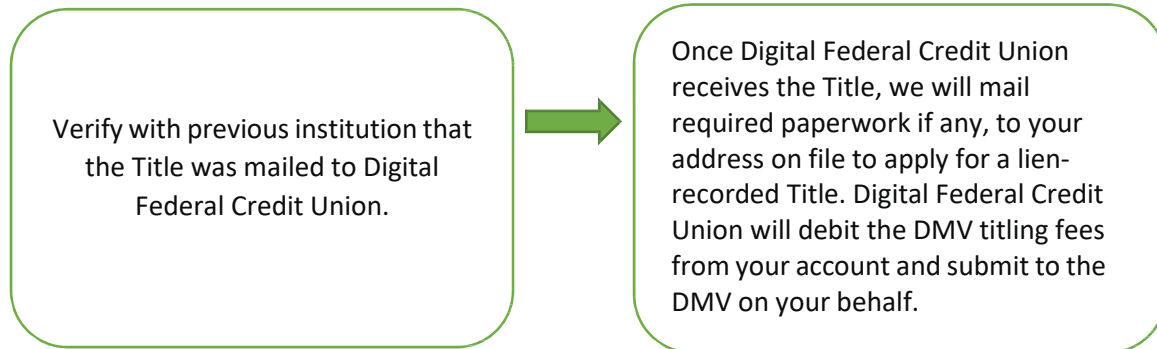 Verify with previous institution that
the Title was mailed to Digital
Federal Credit Union.
Once Digital Federal Credit Union
receives the Title, we will mail
required paperwork if any, to your
address on file to apply for a lien-
recorded Title. Digital Federal Credit
Union will debit the DMV titling fees
from your account and submit to the
DMV on your behalf.